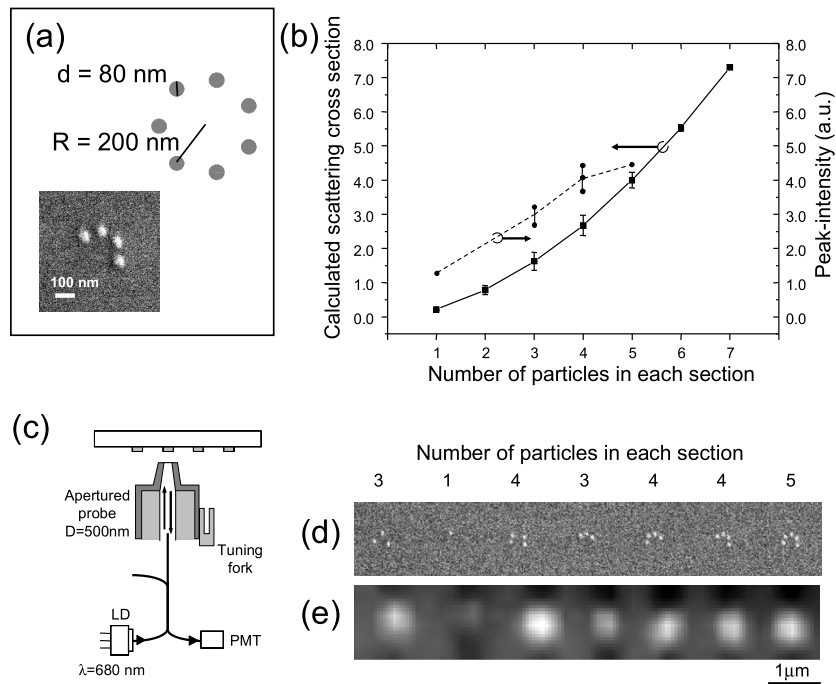 (a)
d = 80 nm
R = 200 nm
100 nm
(b)
Calculated scattering cross section
8.0
7.0
6.0
5.0
4.0
3.0
2.0
1.0
0.0
8.0
7.0
6.0
5.0
4.0
3.0
2.0
1.0
0.0
Peak-intensity (a.u.)
1 2 3 4 5 6 7
Number of particles in each section
(c)
Apertured
probe
D=500nm
Tuning
fork
LD
PMT
λ=680 nm
Number of particles in each section
3 1 4 3 4 4 5
(d)
(e)
1μm